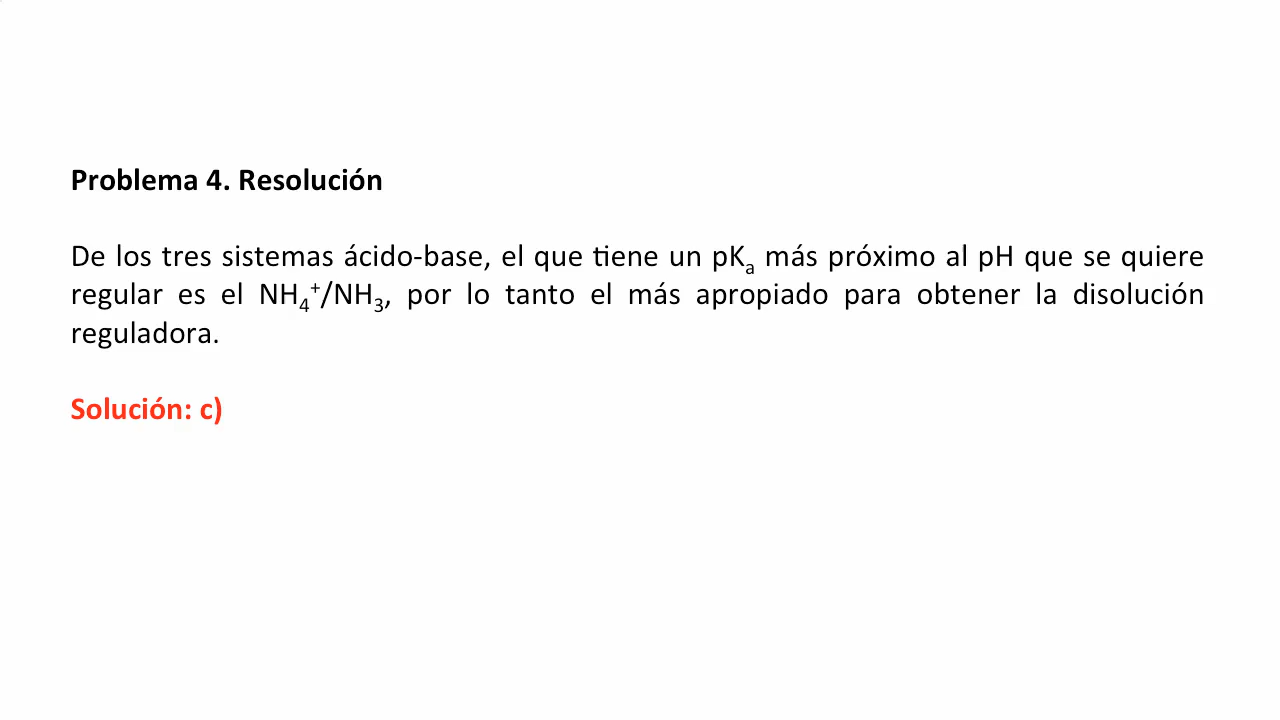 Problema 4. Resolución
De los tres sistemas ácido-base, el que tiene un pKₐ más próximo al pH que se quiere
regular es el NH₄⁺/NH₃, por lo tanto el más apropiado para obtener la disolución
reguladora.
Solución: c)